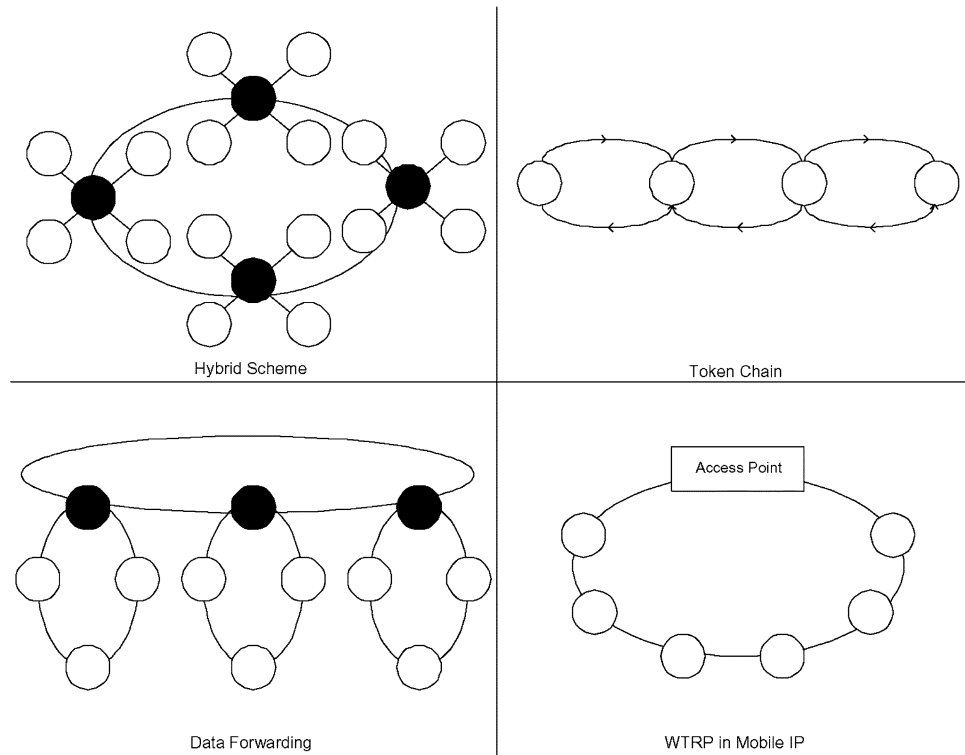 Hybrid Scheme
Token Chain
Access Point
Data Forwarding
WTRP in Mobile IP